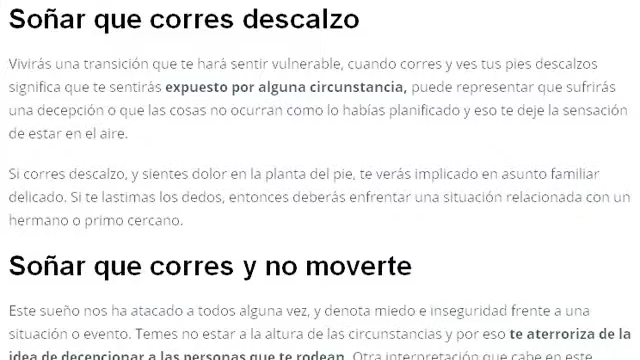 Soñar que corres descalzo
Vivirás una transición que te hará sentir vulnerable, cuando corres y ves tus pies descalzos
significa que te sentirás expuesto por alguna circunstancia, puede representar que sufrirás
una decepción o que las cosas no ocurran como lo habías planificado y eso te deje la sensación
de estar en el aire.
Si corres descalzo, y sientes dolor en la planta del pie, te verás implicado en asunto familiar
delicado. Si te lastimas los dedos, entonces deberás enfrentar una situación relacionada con un
hermano o primo cercano.
Soñar que corres y no moverte
Este sueño nos ha atacado a todos alguna vez, y denota miedo e inseguridad frente a una
situación o evento. Temes no estar a la altura de las circunstancias y por eso te aterroriza de la
idea de decepcionar a las personas que te rodean. Otra interpretación que cabe en este